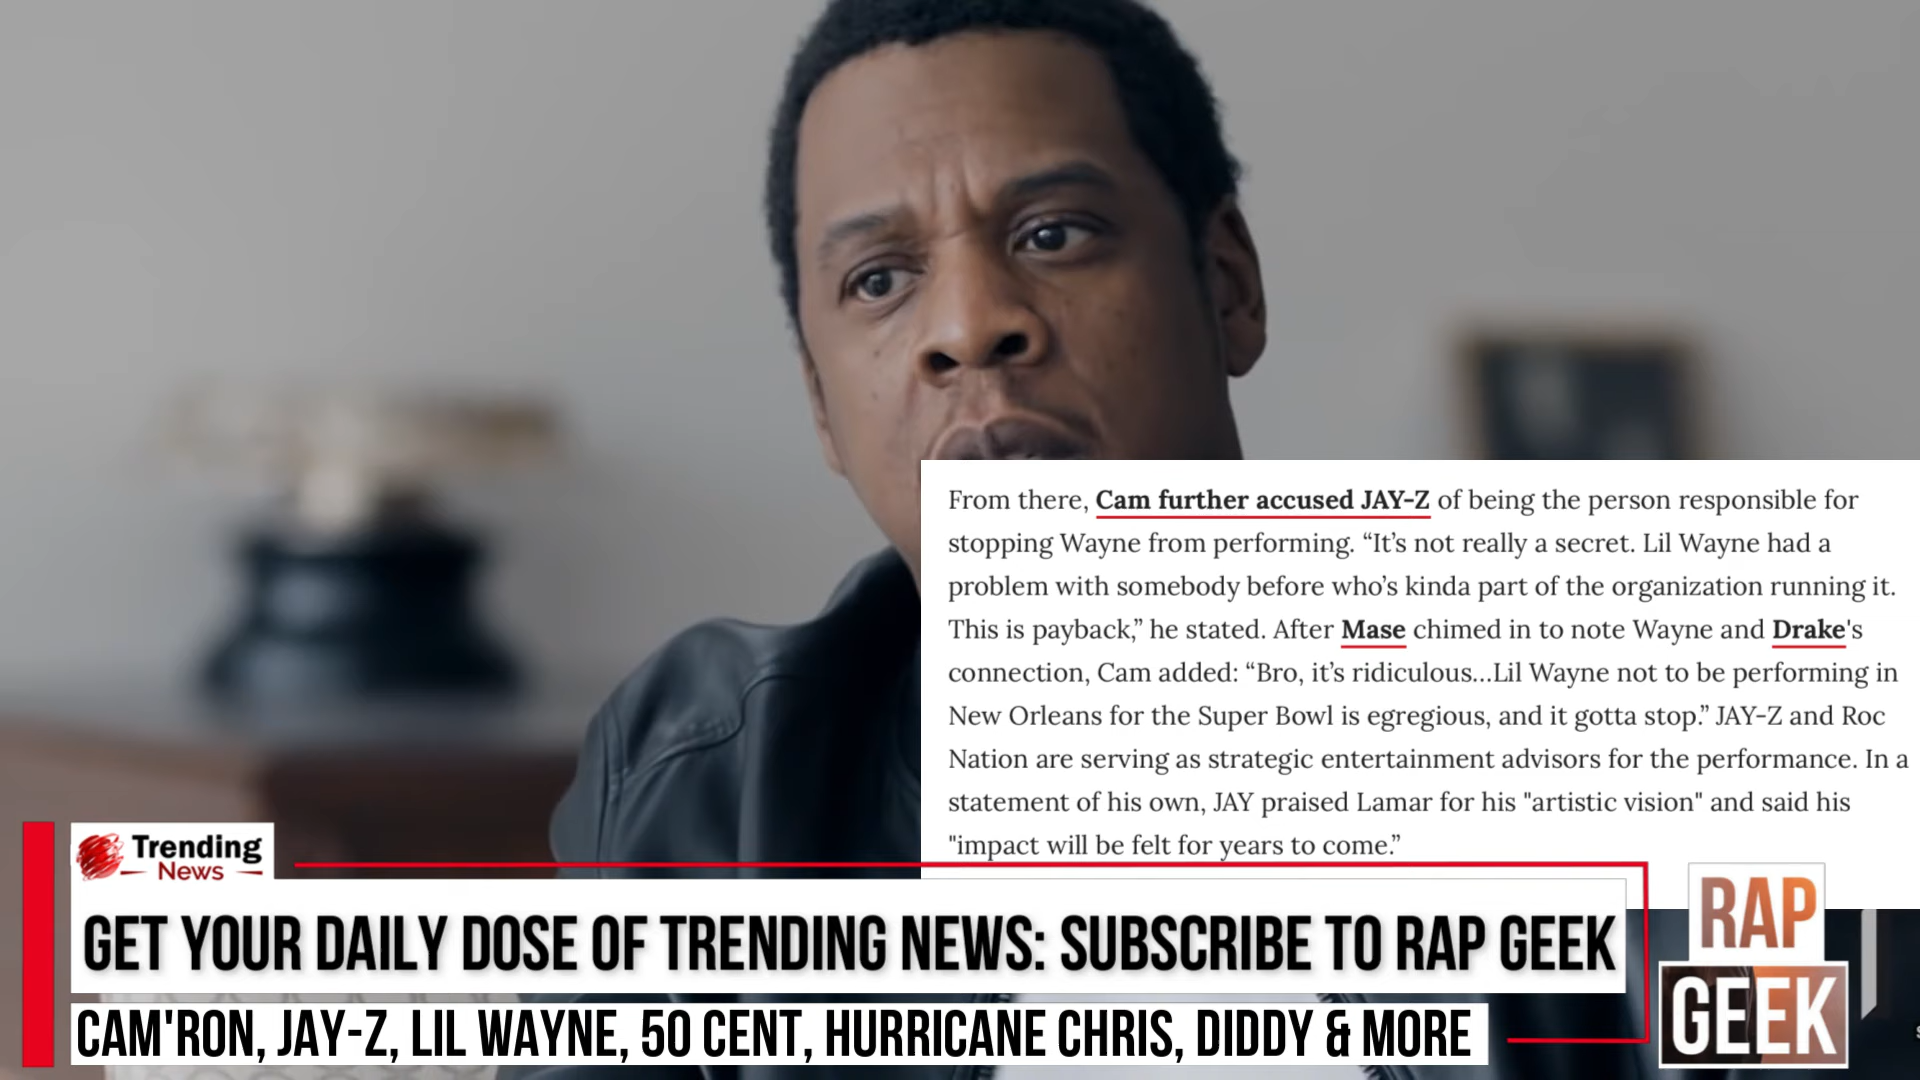 From there, Cam further accused JAY-Z of being the person responsible for
stopping Wayne from performing. “It’s not really a secret. Lil Wayne had a
problem with somebody before who’s kinda part of the organization running it.
This is payback,” he stated. After Mase chimed in to note Wayne and Drake's
connection, Cam added: “Bro, it’s ridiculous…Lil Wayne not to be performing in
New Orleans for the Super Bowl is egregious, and it gotta stop.” JAY-Z and Roc
Nation are serving as strategic entertainment advisors for the performance. In a
statement of his own, JAY praised Lamar for his "artistic vision" and said his
"impact will be felt for years to come.”
Trending
News
GET YOUR DAILY DOSE OF TRENDING NEWS: SUBSCRIBE TO RAP GEEK
CAM'RON, JAY-Z, LIL WAYNE, 50 CENT, HURRICANE CHRIS, DIDDY & MORE
RAP
GEEK